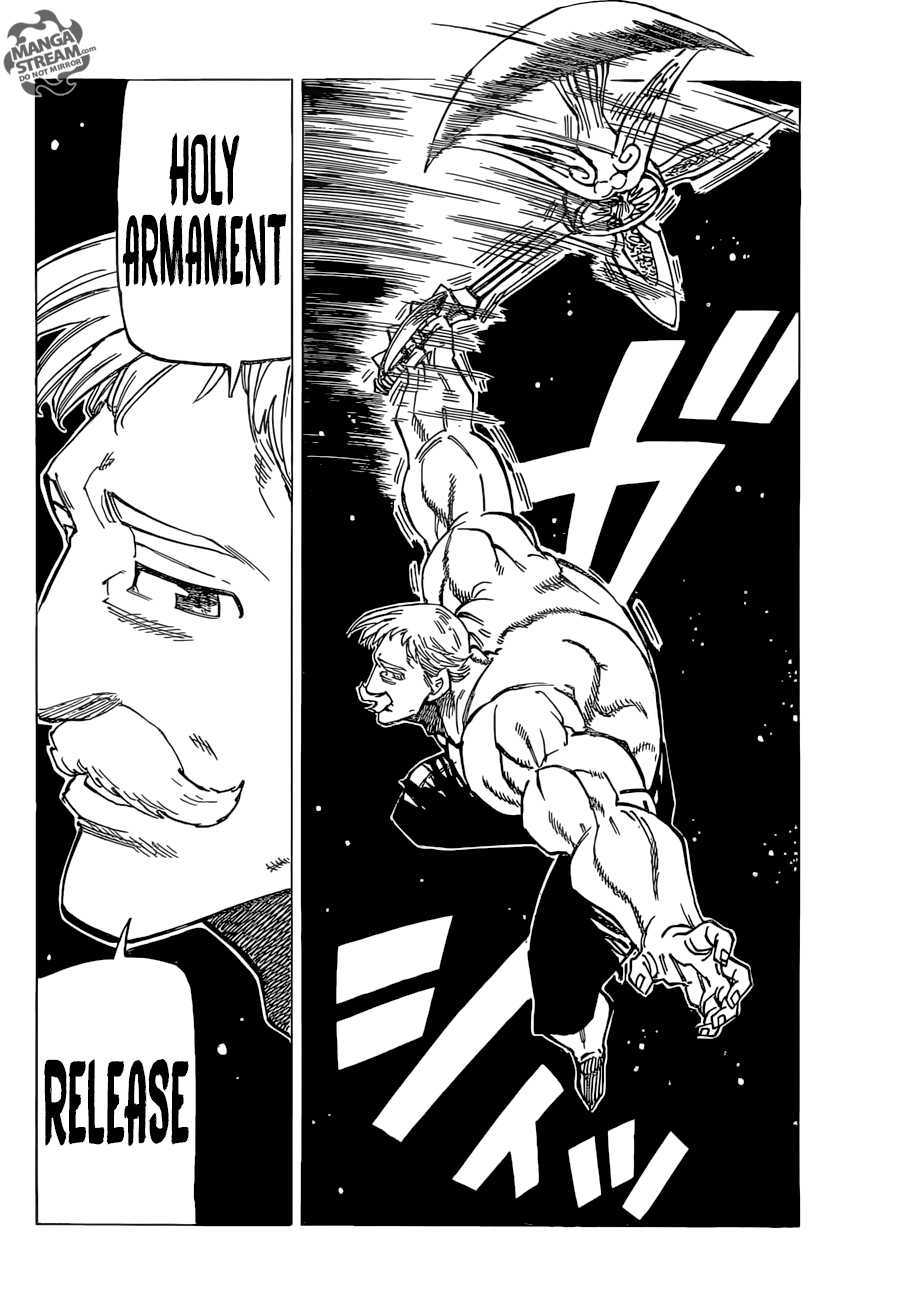 MANGA
STREAM.com
DO NOT MIRROR
HOLY
ARMAMENT
RELEASE
ガ
シィッ